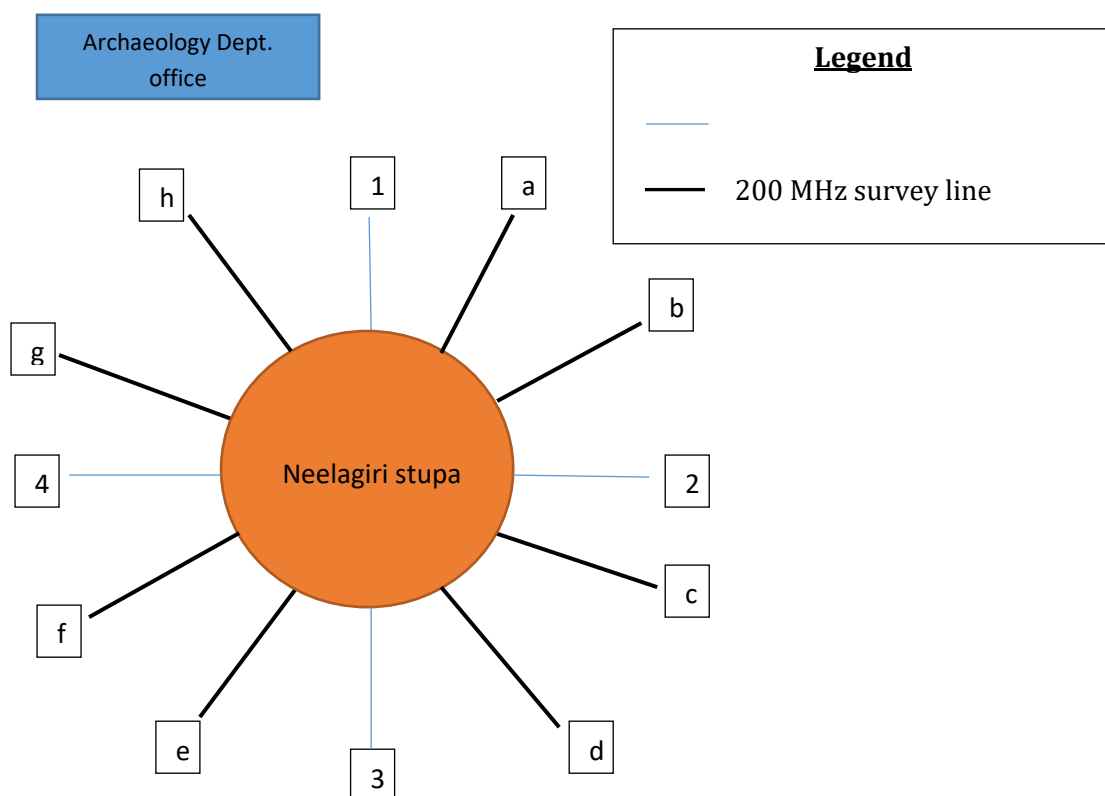 Archaeology Dept.
office
Legend
200 MHz survey line
h
1
a
b
g
4
Neelagiri stupa
2
c
f
e
3
d